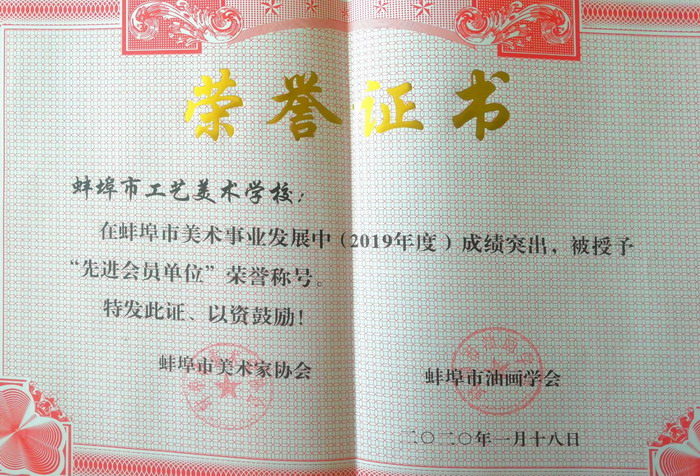 荣誉证书
蚌埠市工艺美术学校：
在蚌埠市美术事业发展中（2019年度）成绩突出，被授予
“先进会员单位”荣誉称号。
特发此证、以资鼓励！
蚌埠市美术家协会
蚌埠市油画学会
二〇二〇年一月十八日